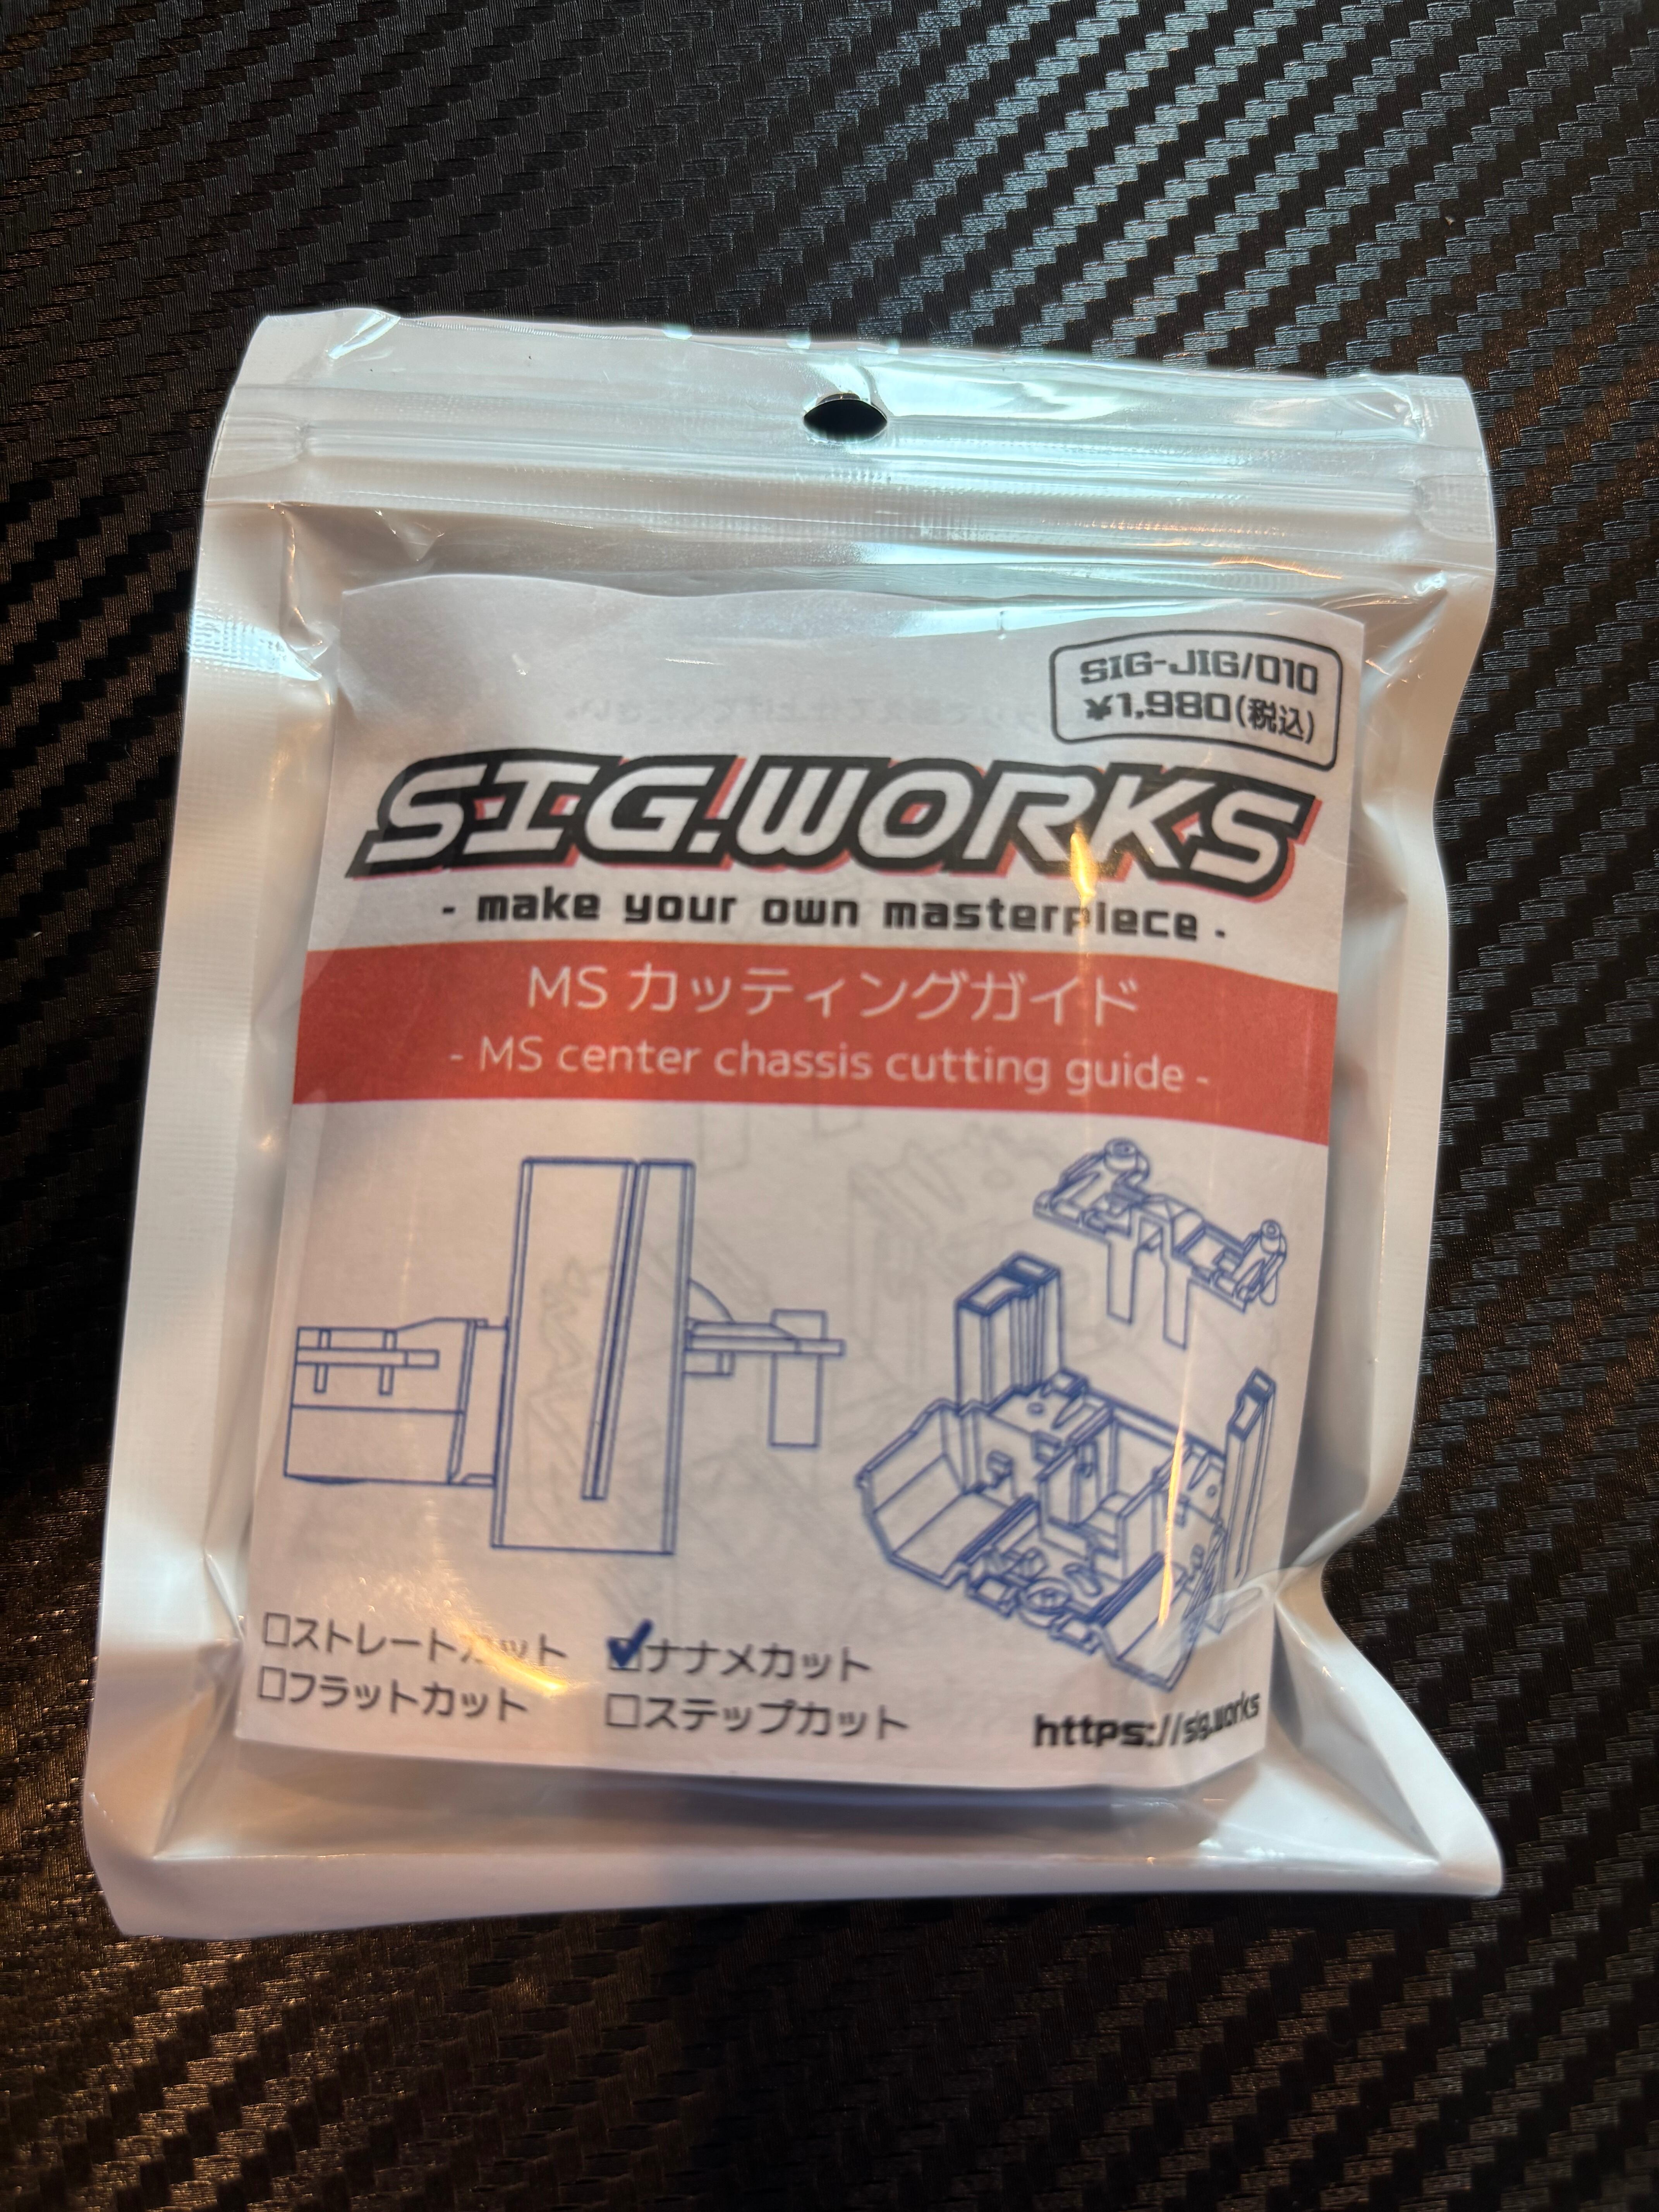 SIG-JIG/010
¥1,980(税込)
SIG.WORKS
- make your own masterpiece -
MS カッティングガイド
- MS center chassis cutting guide -
□ストレートカット ☑ナナメカット
□フラットカット □ステップカット
https://sig.works